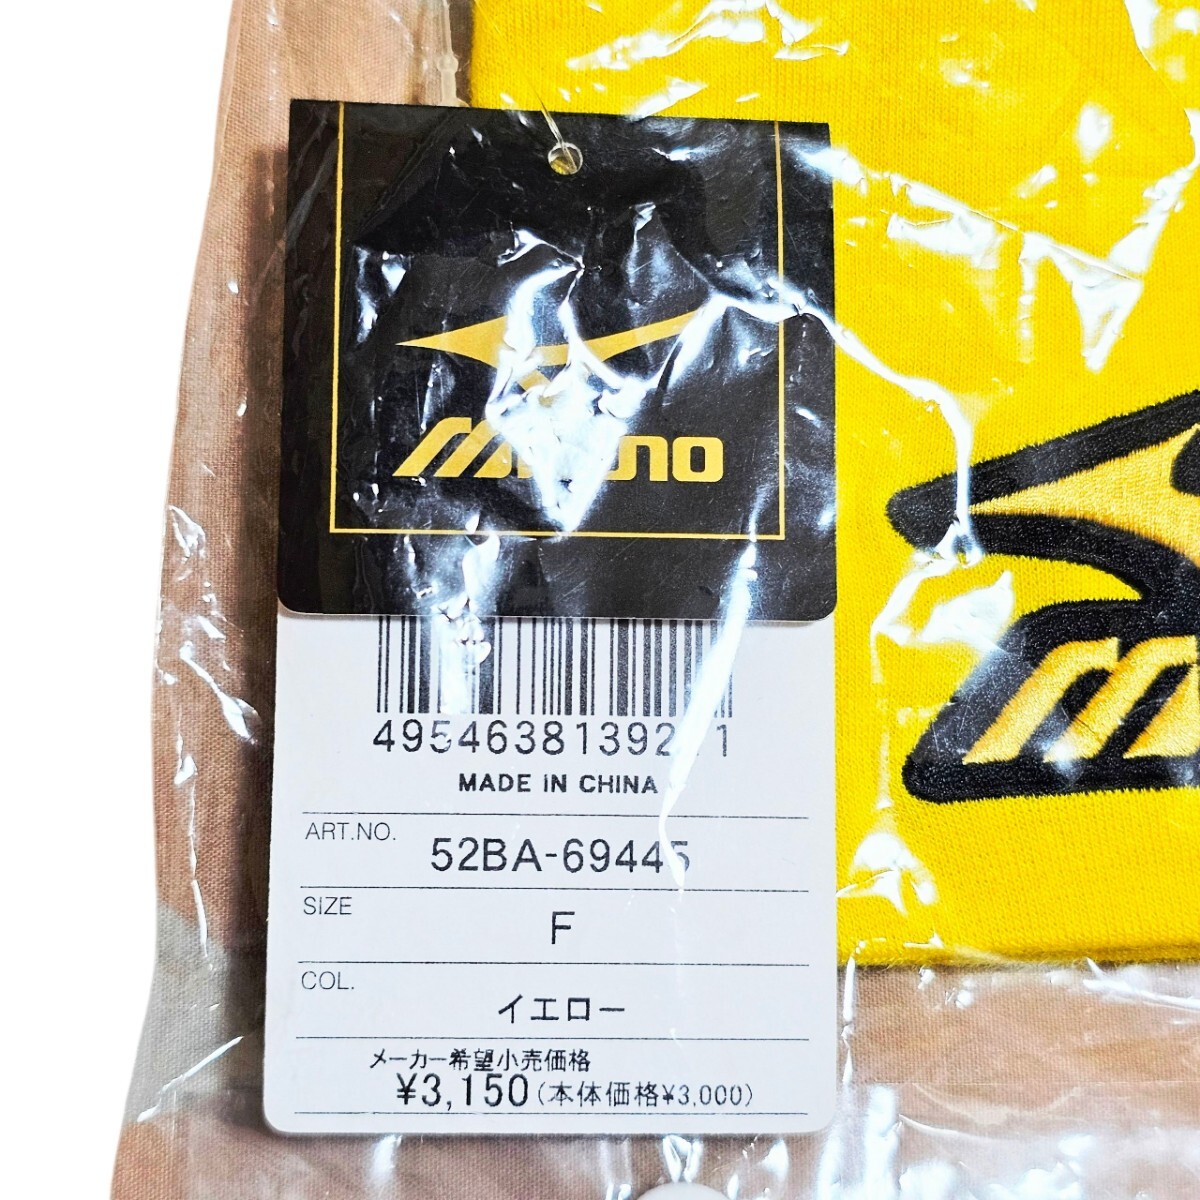 mizuno
MADE IN CHINA
ART.NO.
52BA-69445
SIZE
F
COL.
イエロー
メーカー希望小売価格
¥3,150(本体価格¥3,000)